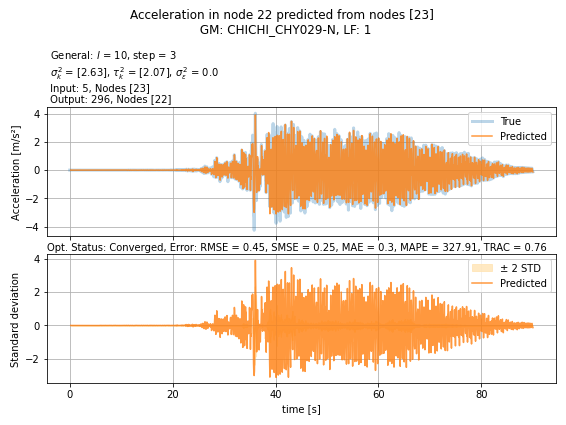 Acceleration in node 22 predicted from nodes [23]
GM: CHICHI_CHY029-N, LF: 1
General: l = 10, step = 3
σ²ₖ = [2.63], τ²ₖ = [2.07], σ²ε = 0.0
Input: 5, Nodes [23]
Output: 296, Nodes [22]
4
2
0
−2
−4
Acceleration [m/s²]
True
Predicted
Opt. Status: Converged, Error: RMSE = 0.45, SMSE = 0.25, MAE = 0.3, MAPE = 327.91, TRAC = 0.76
4
2
0
−2
Standard deviation
± 2 STD
Predicted
0 20 40 60 80
time [s]